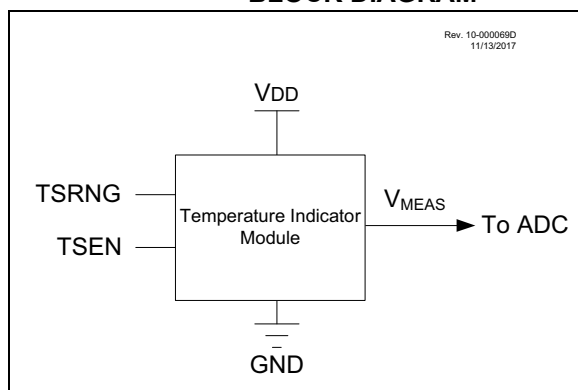 BLOCK DIAGRAM
Rev. 10-000069D
11/13/2017
VDD
TSRNG
TSEN
Temperature Indicator
Module
VMEAS
To ADC
GND